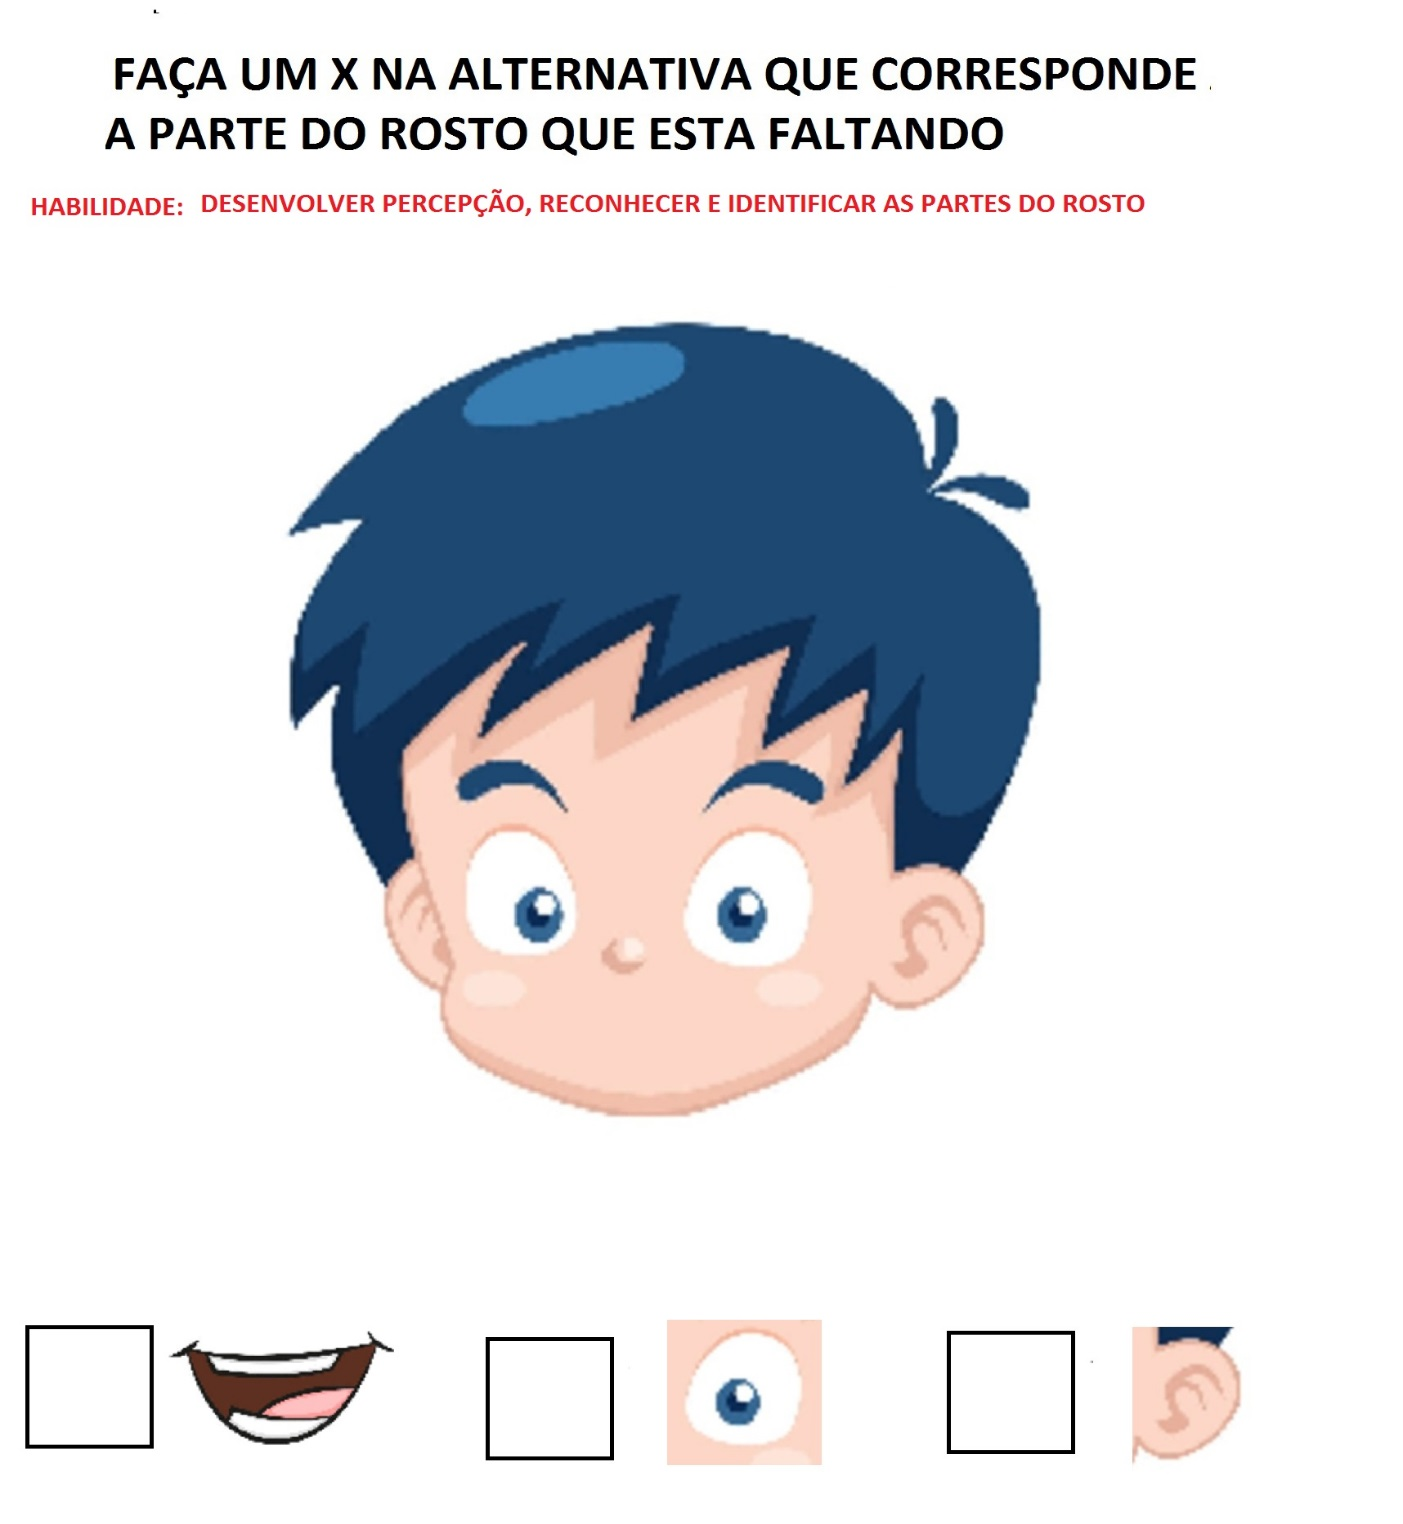 FAÇA UM X NA ALTERNATIVA QUE CORRESPONDE
A PARTE DO ROSTO QUE ESTA FALTANDO
HABILIDADE: DESENVOLVER PERCEPÇÃO, RECONHECER E IDENTIFICAR AS PARTES DO ROSTO